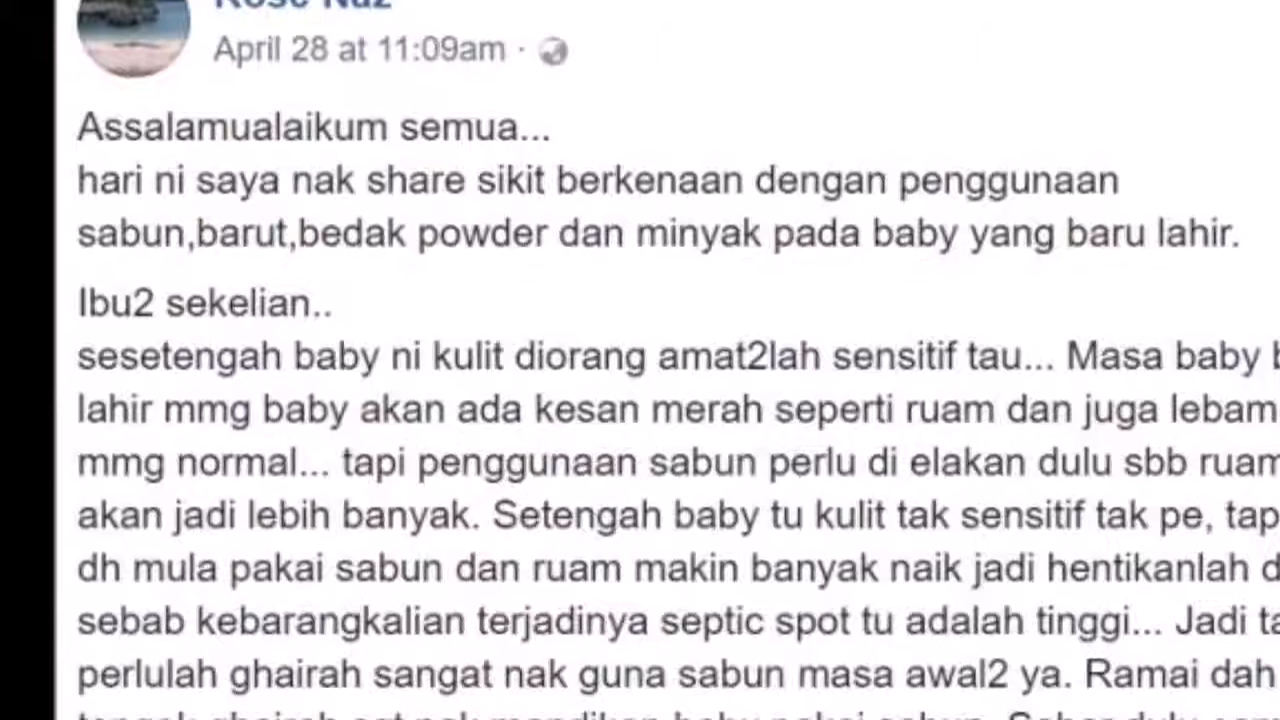 Rose Naz
April 28 at 11:09am ·
Assalamualaikum semua...
hari ni saya nak share sikit berkenaan dengan penggunaan
sabun,barut,bedak powder dan minyak pada baby yang baru lahir.
Ibu2 sekelian..
sesetengah baby ni kulit diorang amat2lah sensitif tau... Masa baby
lahir mmg baby akan ada kesan merah seperti ruam dan juga lebam
mmg normal... tapi penggunaan sabun perlu di elakan dulu sbb ruam
akan jadi lebih banyak. Setengah baby tu kulit tak sensitif tak pe, tap
dh mula pakai sabun dan ruam makin banyak naik jadi hentikanlah d
sebab kebarangkalian terjadinya septic spot tu adalah tinggi... Jadi ta
perlulah ghairah sangat nak guna sabun masa awal2 ya. Ramai dah